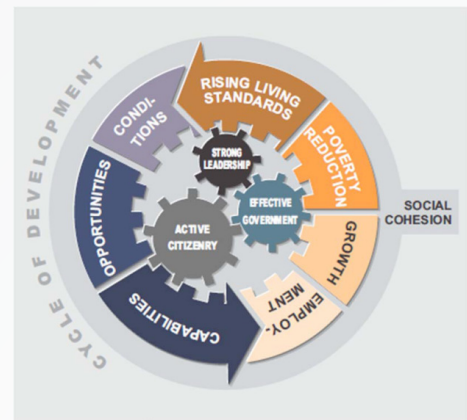 CYCLE OF DEVELOPMENT
RISING LIVING
STANDARDS
POVERTY
REDUCTION
GROWTH
EMPLOY-
MENT
CAPABILITIES
OPPORTUNITIES
CONDI-
TIONS
STRONG
LEADERSHIP
EFFECTIVE
GOVERNMENT
ACTIVE
CITIZENRY
SOCIAL
COHESION